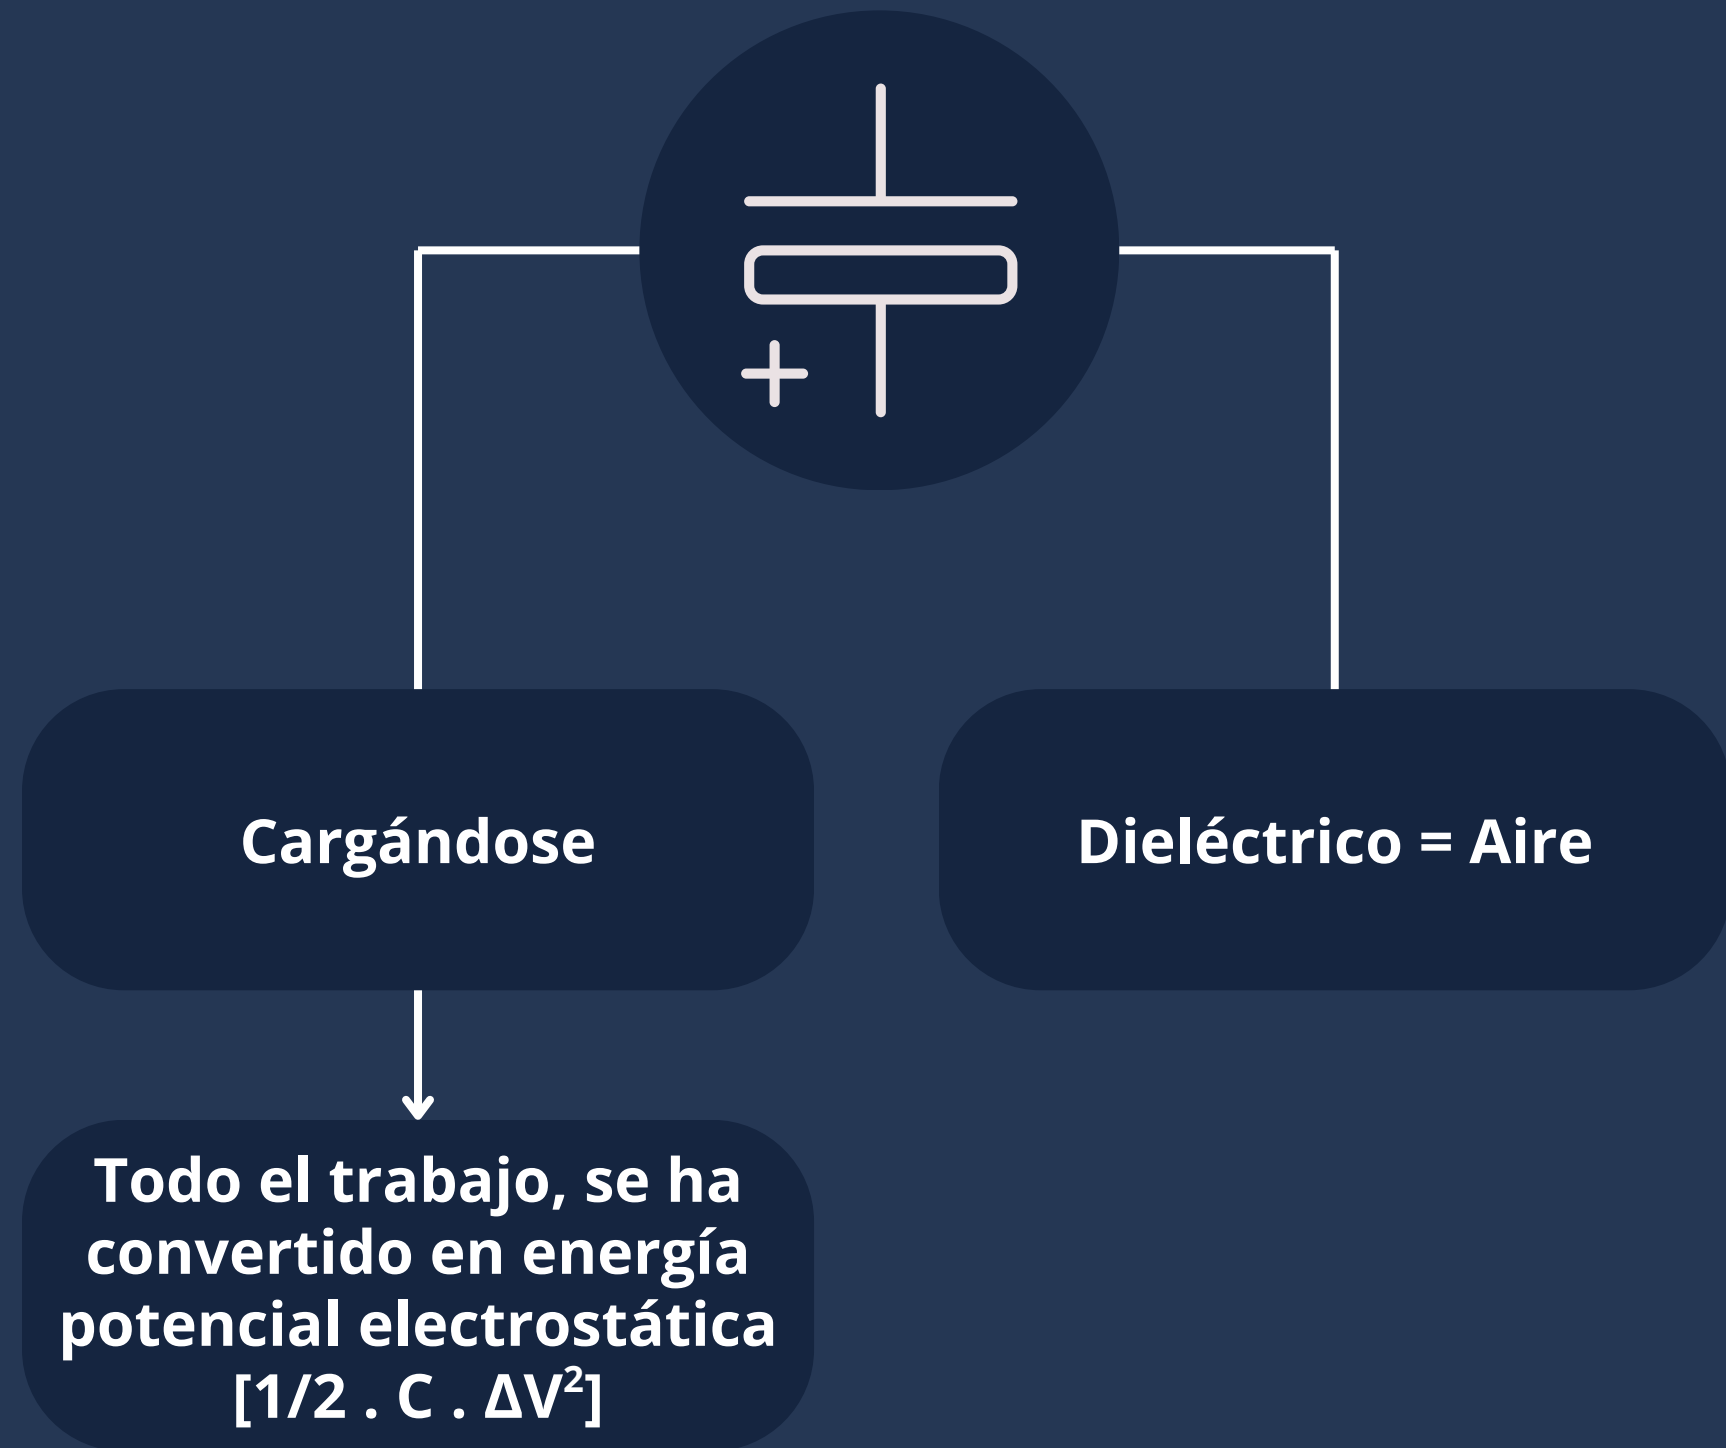 +
Cargándose
Dieléctrico = Aire
Todo el trabajo, se ha
convertido en energía
potencial electrostática
[1/2 . C . ΔV²]